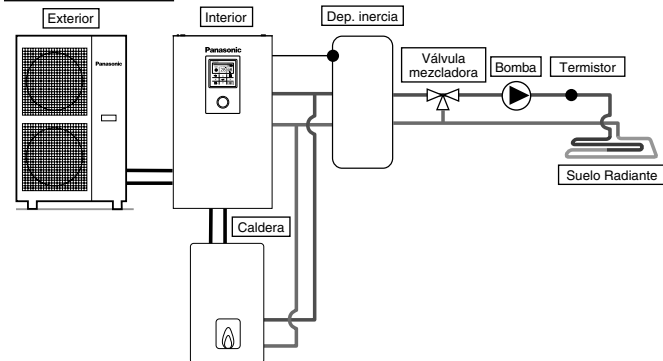 Exterior
Interior
Dep. inercia
Panasonic
Panasonic
Válvula
mezcladora
Bomba
Termistor
Suelo Radiante
Caldera